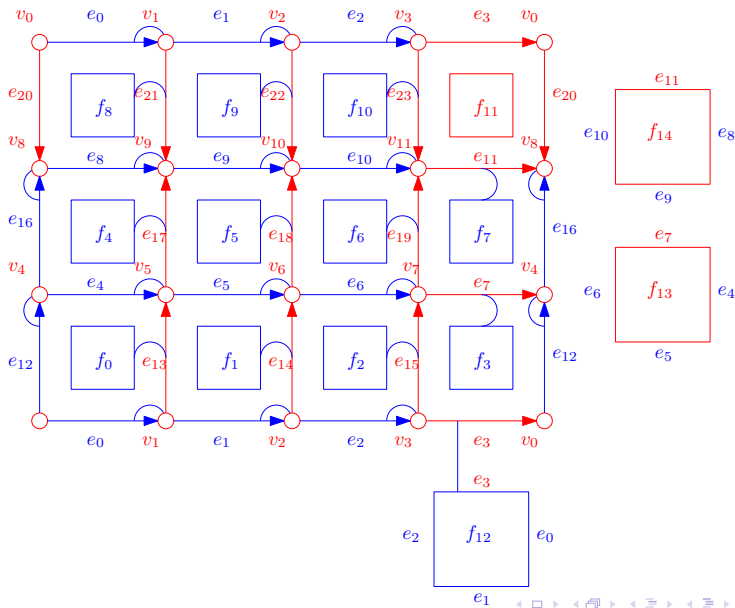 v0 e0 v1 e1 v2 e2 v3 e3 v0
e20 f8 e21 f9 e22 f10 e23 f11 e20
e11
e10 f14 e8
e9
v8 v9 v10 v11 v8
e8 e9 e10 e11
e16 f4 e17 f5 e18 f6 e19 f7 e16
e7
e6 f13 e4
e5
v4 v5 v6 v7 v4
e4 e5 e6 e7
e12 f0 e13 f1 e14 f2 e15 f3 e12
e0 v1 e1 v2 e2 v3 e3 v0
e3
e2 f12 e0
e1